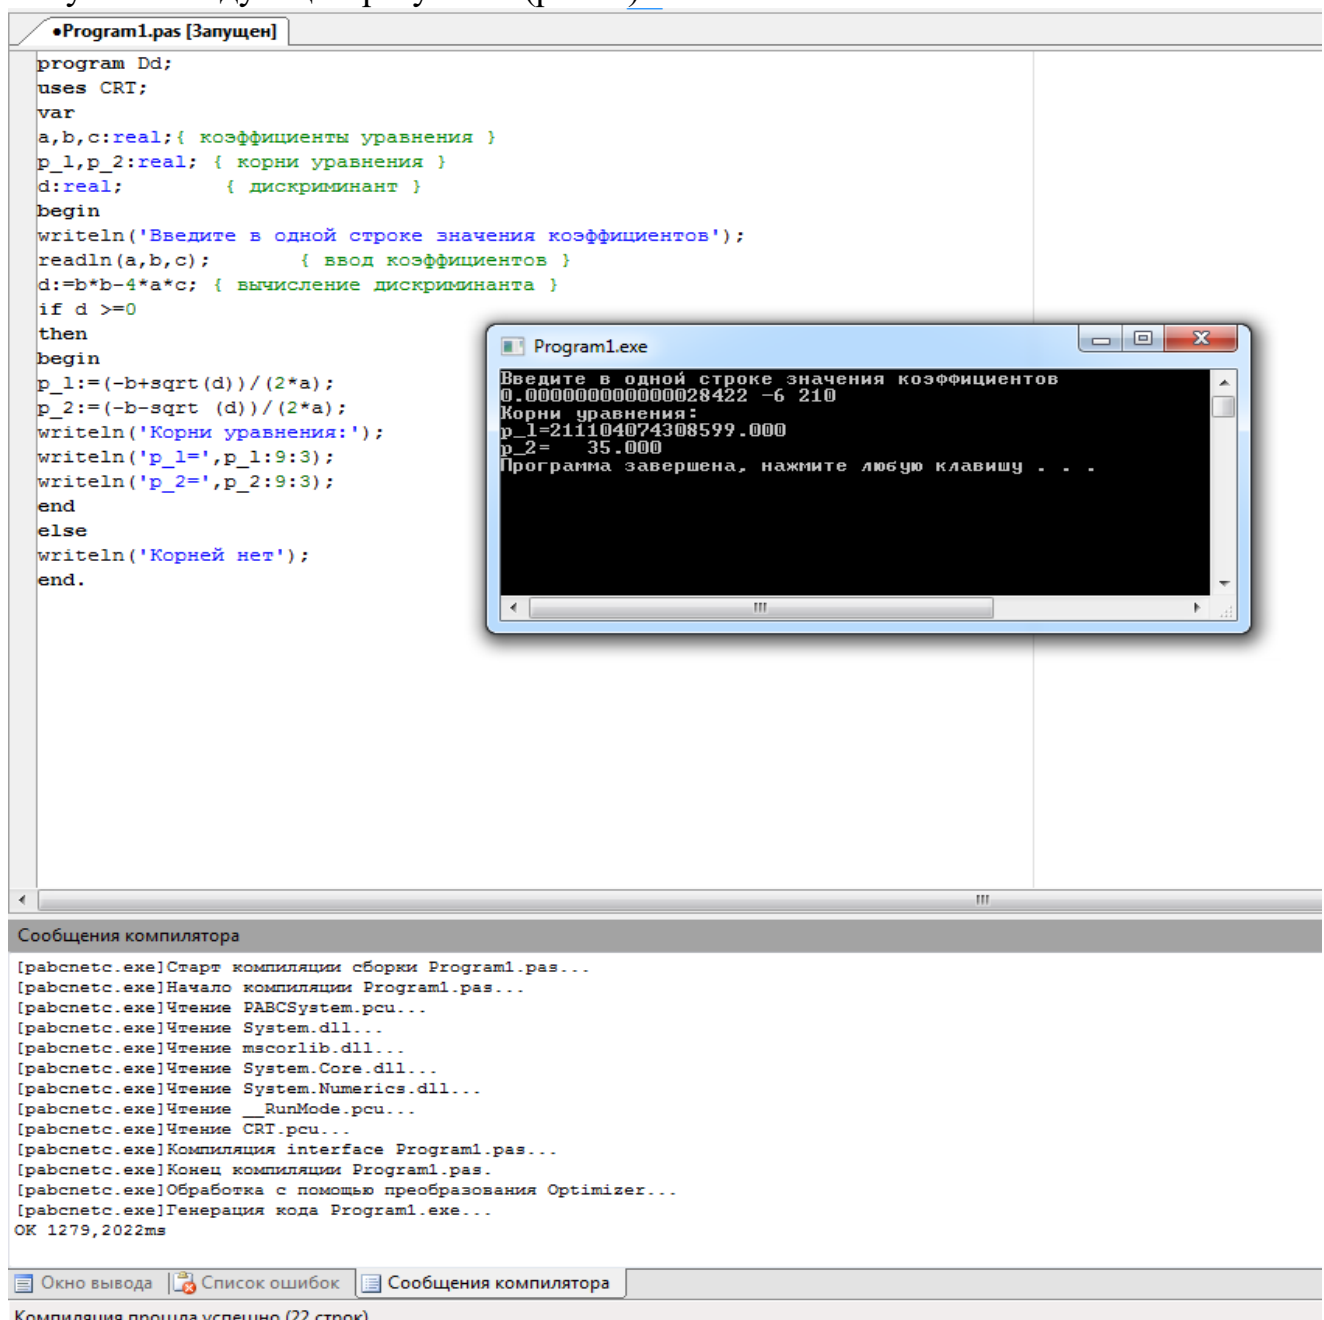 •Program1.pas [Запущен]
program Dd;
uses CRT;
var
a,b,c:real;{ коэффициенты уравнения }
p_1,p_2:real; { корни уравнения }
d:real; { дискриминант }
begin
writeln('Введите в одной строке значения коэффициентов');
readln(a,b,c); { ввод коэффициентов }
d:=b*b-4*a*c; { вычисление дискриминанта }
if d >=0
then
begin
p_1:=(-b+sqrt(d))/(2*a);
p_2:=(-b-sqrt (d))/(2*a);
writeln('Корни уравнения:');
writeln('p_1=',p_1:9:3);
writeln('p_2=',p_2:9:3);
end
else
writeln('Корней нет');
end.
Program1.exe
Введите в одной строке значения коэффициентов
0.0000000000000028422 -6 210
Корни уравнения:
p_1=211104074308599.000
p_2= 35.000
Программа завершена, нажмите любую клавишу . . .
Сообщения компилятора
[pabcnetc.exe]Старт компиляции сборки Program1.pas...
[pabcnetc.exe]Начало компиляции Program1.pas...
[pabcnetc.exe]Чтение PABCSystem.pcu...
[pabcnetc.exe]Чтение System.dll...
[pabcnetc.exe]Чтение mscorlib.dll...
[pabcnetc.exe]Чтение System.Core.dll...
[pabcnetc.exe]Чтение System.Numerics.dll...
[pabcnetc.exe]Чтение __RunMode.pcu...
[pabcnetc.exe]Чтение CRT.pcu...
[pabcnetc.exe]Компиляция interface Program1.pas...
[pabcnetc.exe]Конец компиляции Program1.pas.
[pabcnetc.exe]Обработка с помощью преобразования Optimizer...
[pabcnetc.exe]Генерация кода Program1.exe...
OK 1279,2022ms
Окно вывода Список ошибок Сообщения компилятора
Компиляция прошла успешно (22 строк)